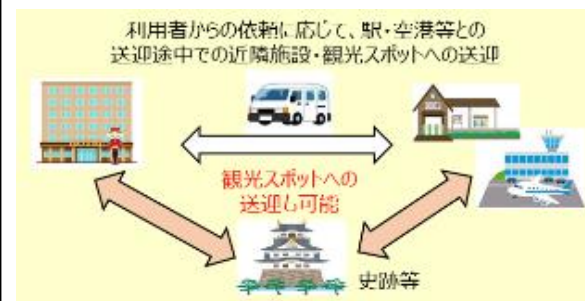 利用者からの依頼に応じて、駅・空港等との
送迎途中での近隣施設・観光スポットへの送迎
観光スポットへの
送迎も可能
史跡等